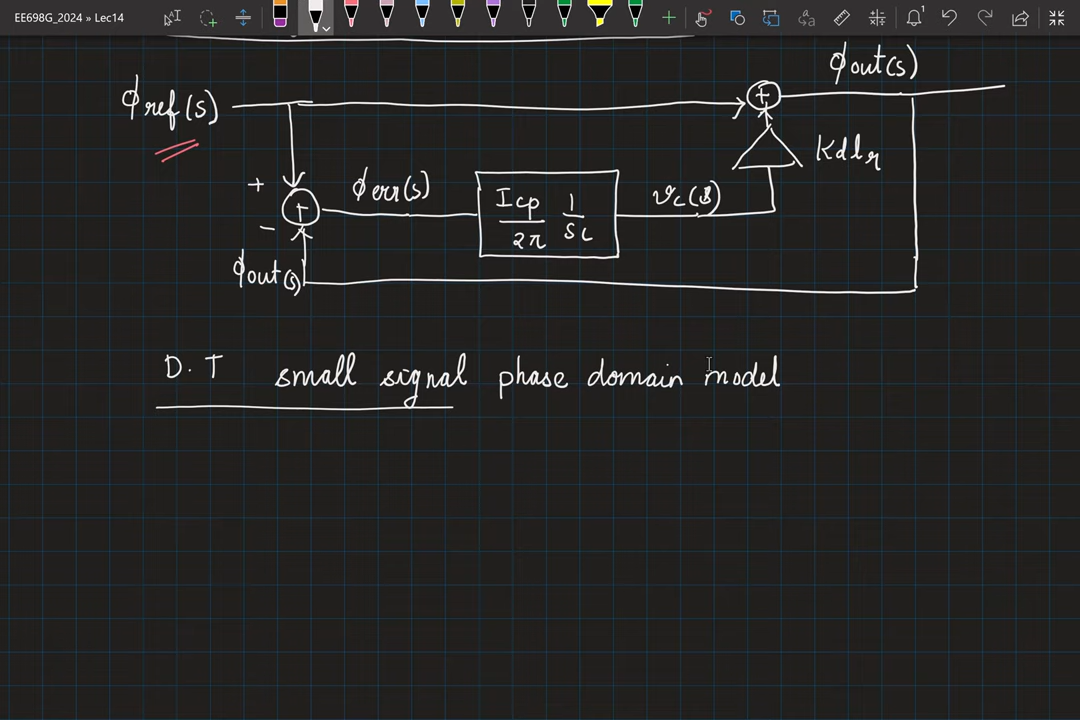 EE698G_2024 » Lec14
ϕout(s)
ϕref(s)
+
Kdlr
+
ϕerr(s)
Icp/2π 1/sc
vc(s)
+
−
ϕout(s)
D.T small signal phase domain model